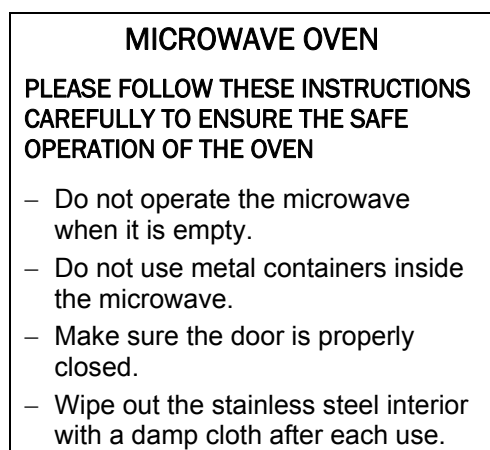 MICROWAVE OVEN
PLEASE FOLLOW THESE INSTRUCTIONS
CAREFULLY TO ENSURE THE SAFE
OPERATION OF THE OVEN
– Do not operate the microwave
when it is empty.
– Do not use metal containers inside
the microwave.
– Make sure the door is properly
closed.
– Wipe out the stainless steel interior
with a damp cloth after each use.